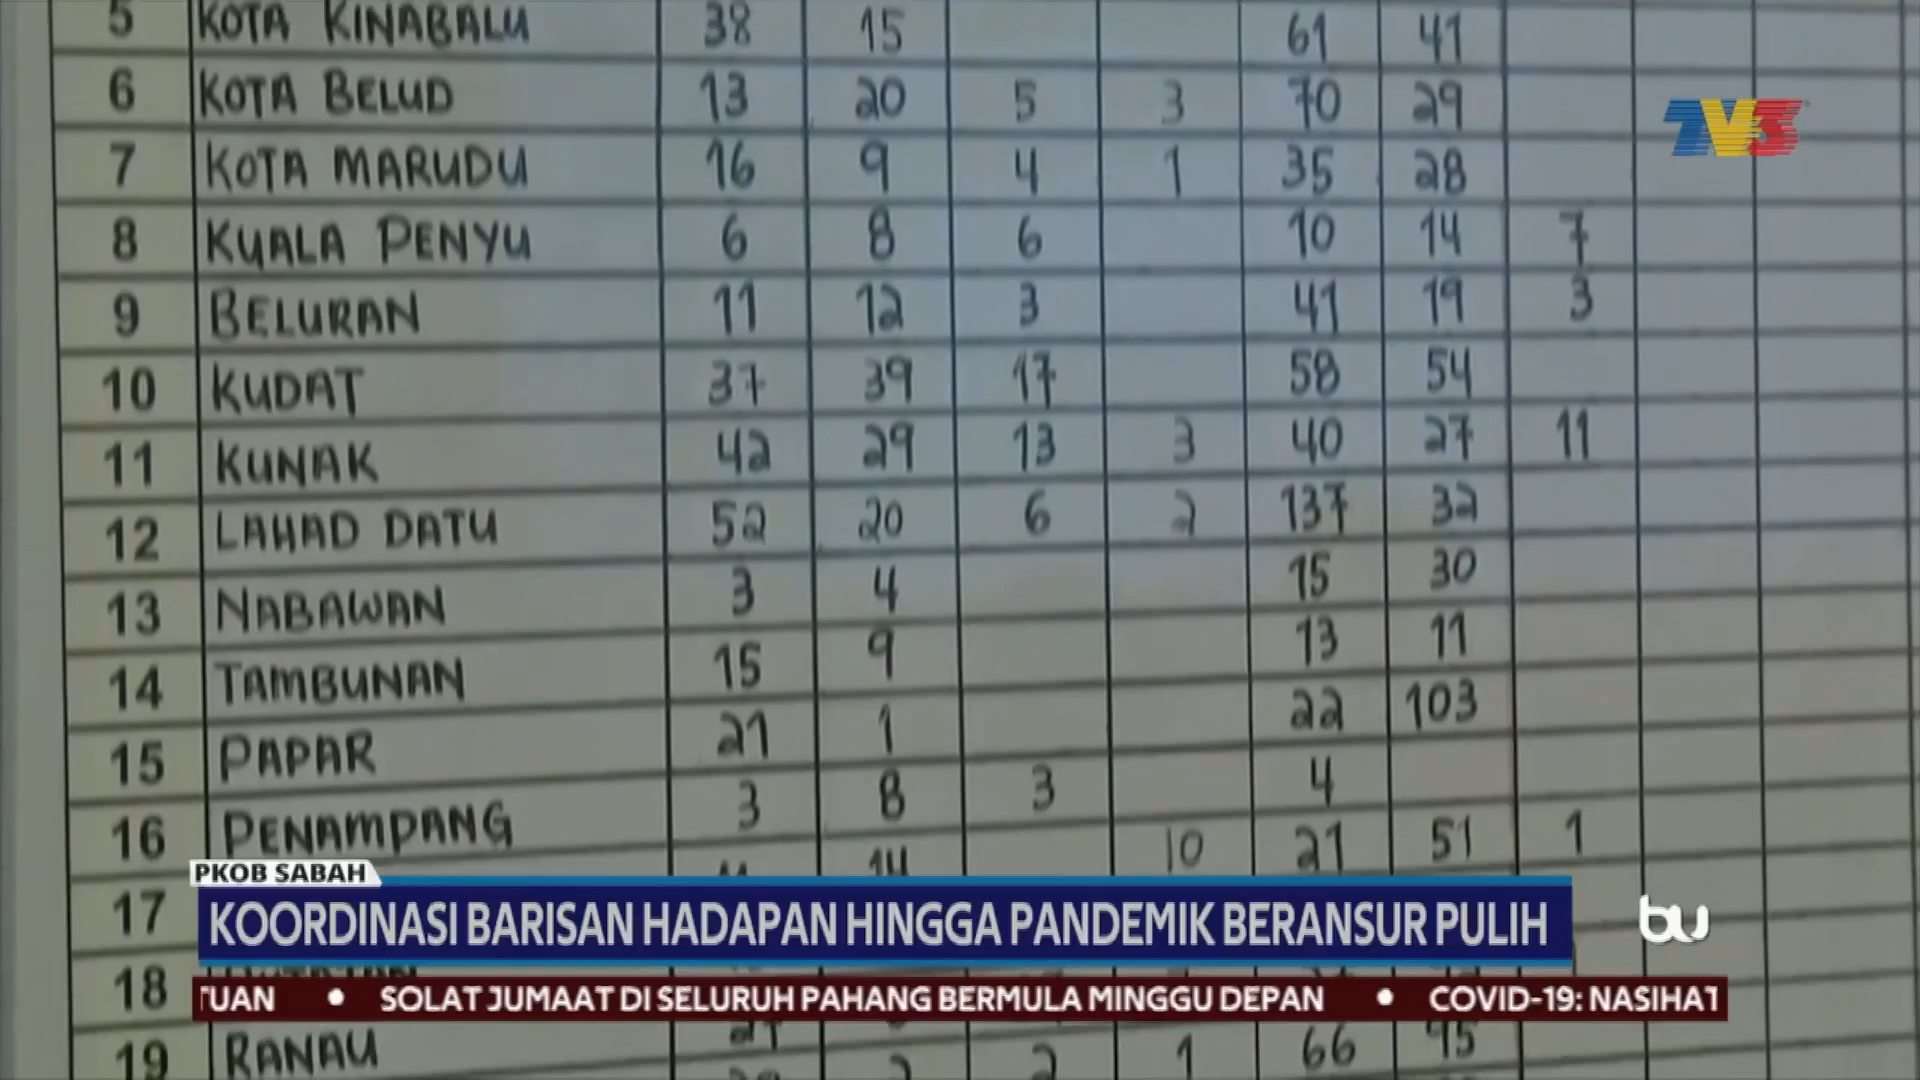 5 KOTA KINABALU 38 15 61 41
6 KOTA BELUD 13 20 5 3 70 29
7 KOTA MARUDU 16 9 4 1 35 28
8 KUALA PENYU 6 8 6 10 14 7
9 BELURAN 11 12 3 41 19 3
10 KUDAT 37 39 17 58 54
11 KUNAK 42 29 13 3 40 27 11
12 LAHAD DATU 52 20 6 2 137 32
13 NABAWAN 3 4 15 30
14 TAMBUNAN 15 9 13 11
15 PAPAR 21 1 22 103
16 PENAMPANG 3 8 3 4
17 14 10 21 51 1
18
19 RANAU 2 2 1 66 95
TV3
PKOB SABAH
KOORDINASI BARISAN HADAPAN HINGGA PANDEMIK BERANSUR PULIH
bu
TUAN • SOLAT JUMAAT DI SELURUH PAHANG BERMULA MINGGU DEPAN • COVID-19: NASIHAT